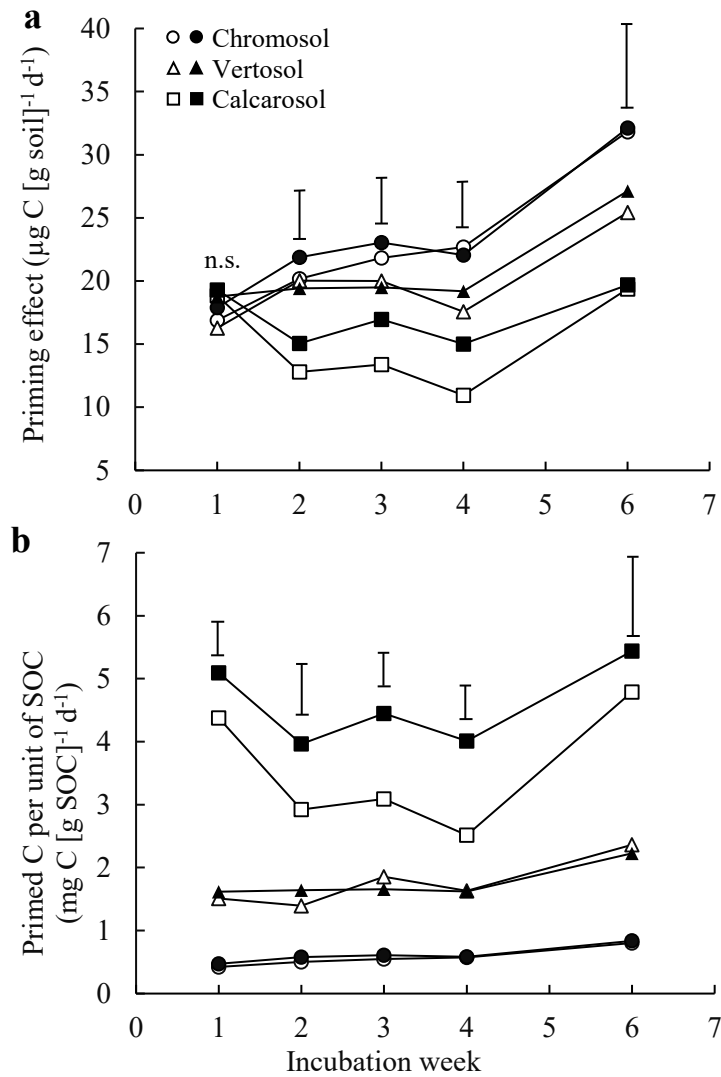 a
Priming effect (µg C [g soil]⁻¹ d⁻¹)
40
35
30
25
20
15
10
5
Chromosol
Vertosol
Calcarosol
n.s.
0 1 2 3 4 5 6 7
b
Primed C per unit of SOC
(mg C [g SOC]⁻¹ d⁻¹)
7
6
5
4
3
2
1
0
0 1 2 3 4 5 6 7
Incubation week